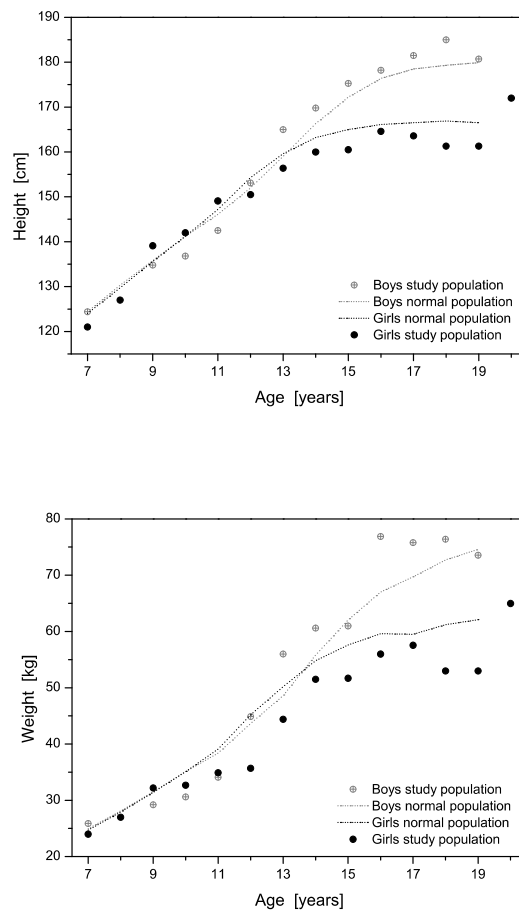 190
180
170
160
150
140
130
120
Height [cm]
7 9 11 13 15 17 19
Age [years]
Boys study population
Boys normal population
Girls normal population
Girls study population
80
70
60
50
40
30
20
Weight [kg]
7 9 11 13 15 17 19
Age [years]
Boys study population
Boys normal population
Girls normal population
Girls study population